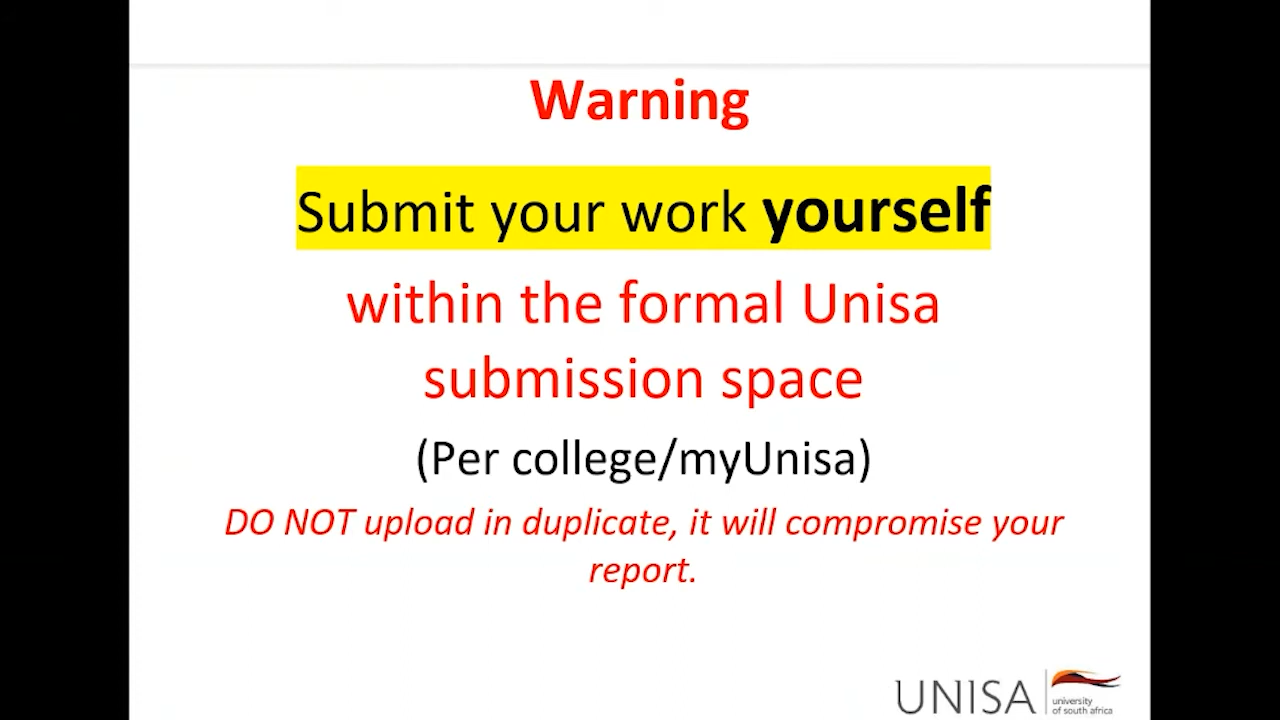 Warning
Submit your work yourself
within the formal Unisa
submission space
(Per college/myUnisa)
DO NOT upload in duplicate, it will compromise your
report.
UNISA
university
of south africa